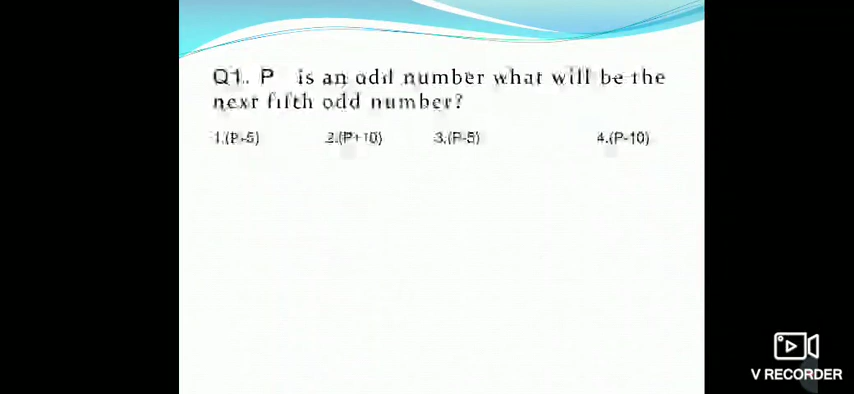 Q1. P is an odd number what will be the
next fifth odd number?
1.(P+5) 2.(P+10) 3.(P-5) 4.(P-10)
V RECORDER